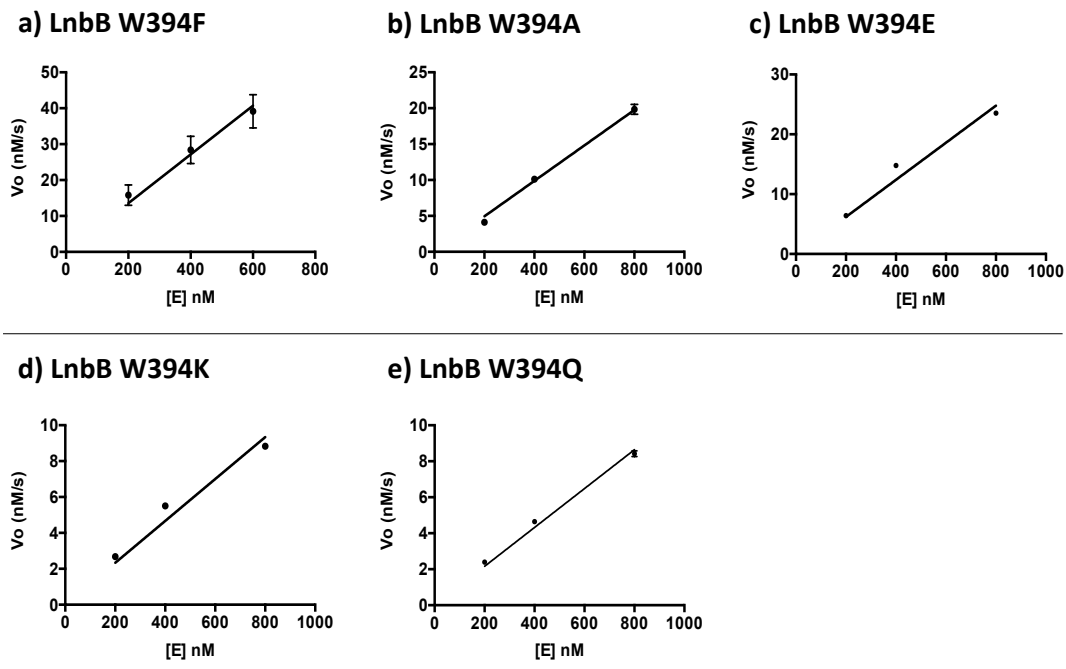 a) LnbB W394F
b) LnbB W394A
c) LnbB W394E
50
40
30
20
10
0
Vo (nM/s)
0 200 400 600 800
[E] nM
25
20
15
10
5
0
Vo (nM/s)
0 200 400 600 800 1000
[E] nM
30
20
10
0
Vo (nM/s)
0 200 400 600 800 1000
[E] nM
d) LnbB W394K
e) LnbB W394Q
10
8
6
4
2
0
Vo (nM/s)
0 200 400 600 800 1000
[E] nM
10
8
6
4
2
0
Vo (nM/s)
0 200 400 600 800 1000
[E] nM